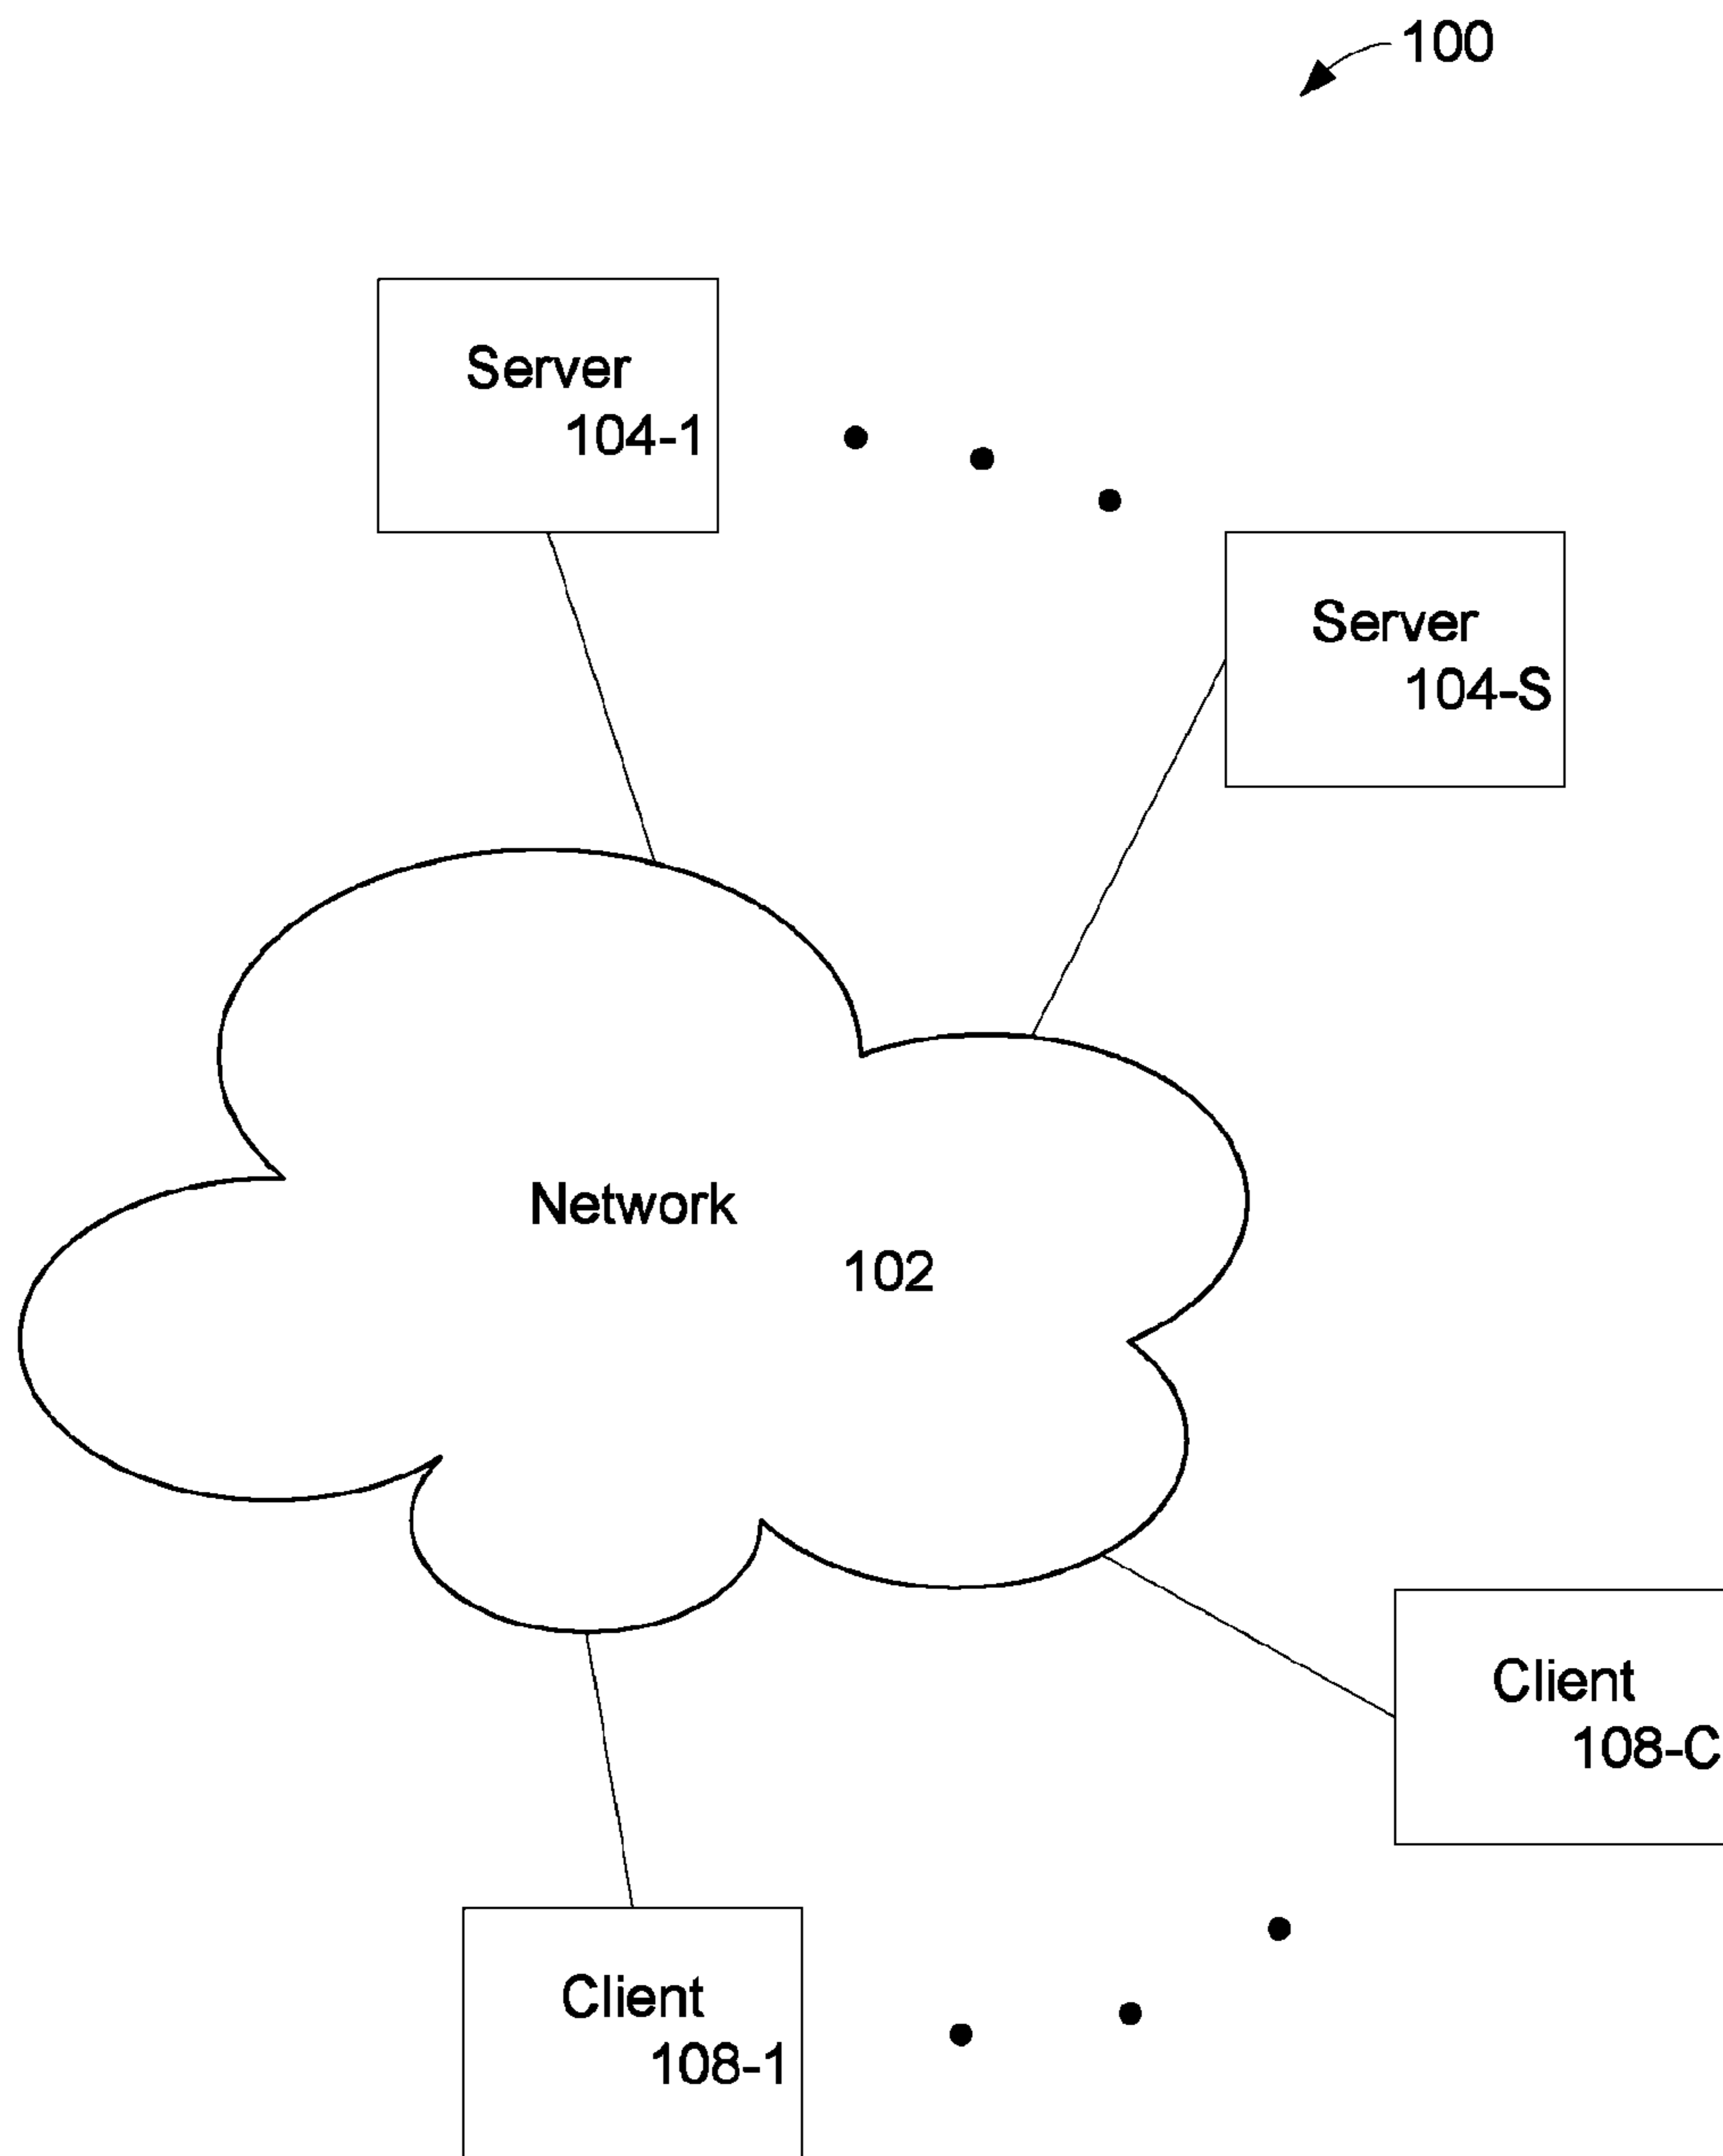 100
Server
104-1
Server
104-S
Network
102
Client
108-C
Client
108-1